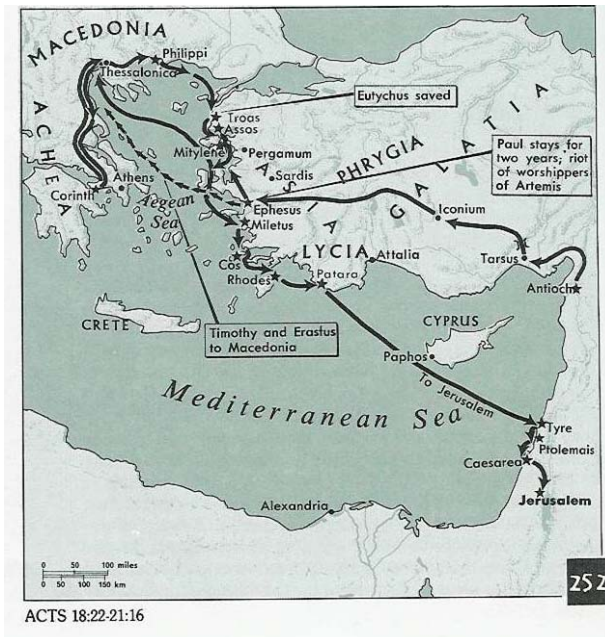 MACEDONIA
Philippi
Thessalonica
ACHEA
Troas
Assos
Eutychus saved
Mitylene
Pergamum
PHRYGIA
GALATIA
Paul stays for
two years; riot
of worshippers
of Artemis
Sardis
ASIA
Athens
Corinth
Aegean
Sea
Ephesus
Miletus
Iconium
LYCIA
Attalia
Tarsus
Antioch
Cos
Rhodes
Patara
CRETE
Timothy and Erastus
to Macedonia
CYPRUS
Paphos
To Jerusalem
Mediterranean Sea
Tyre
Ptolemais
Caesarea
Jerusalem
Alexandria
0 50 100 miles
0 50 100 150 km
252
ACTS 18:22-21:16